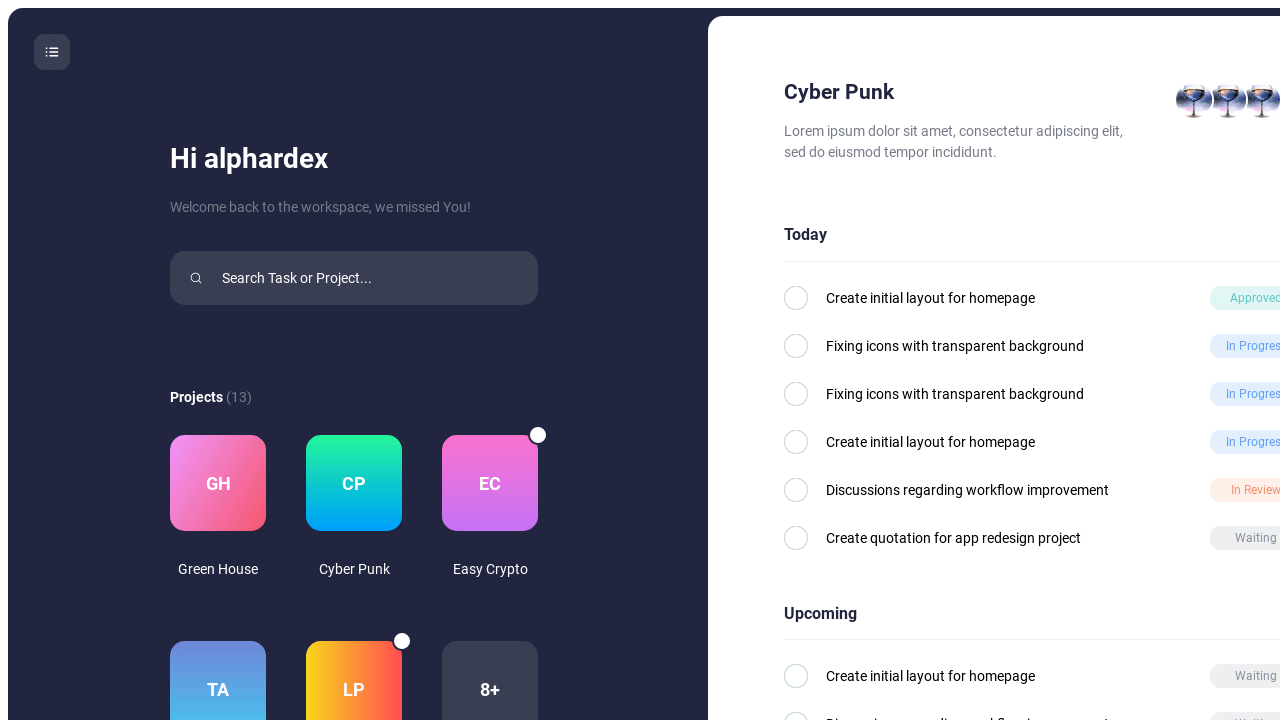 Hi alphardex
Welcome back to the workspace, we missed You!
Search Task or Project...
Projects (13)
GH
CP
EC
Green House
Cyber Punk
Easy Crypto
TA
LP
8+
Cyber Punk
Lorem ipsum dolor sit amet, consectetur adipiscing elit,
sed do eiusmod tempor incididunt.
Today
Create initial layout for homepage
Approved
Fixing icons with transparent background
In Progres
Fixing icons with transparent background
In Progres
Create initial layout for homepage
In Progres
Discussions regarding workflow improvement
In Review
Create quotation for app redesign project
Waiting
Upcoming
Create initial layout for homepage
Waiting